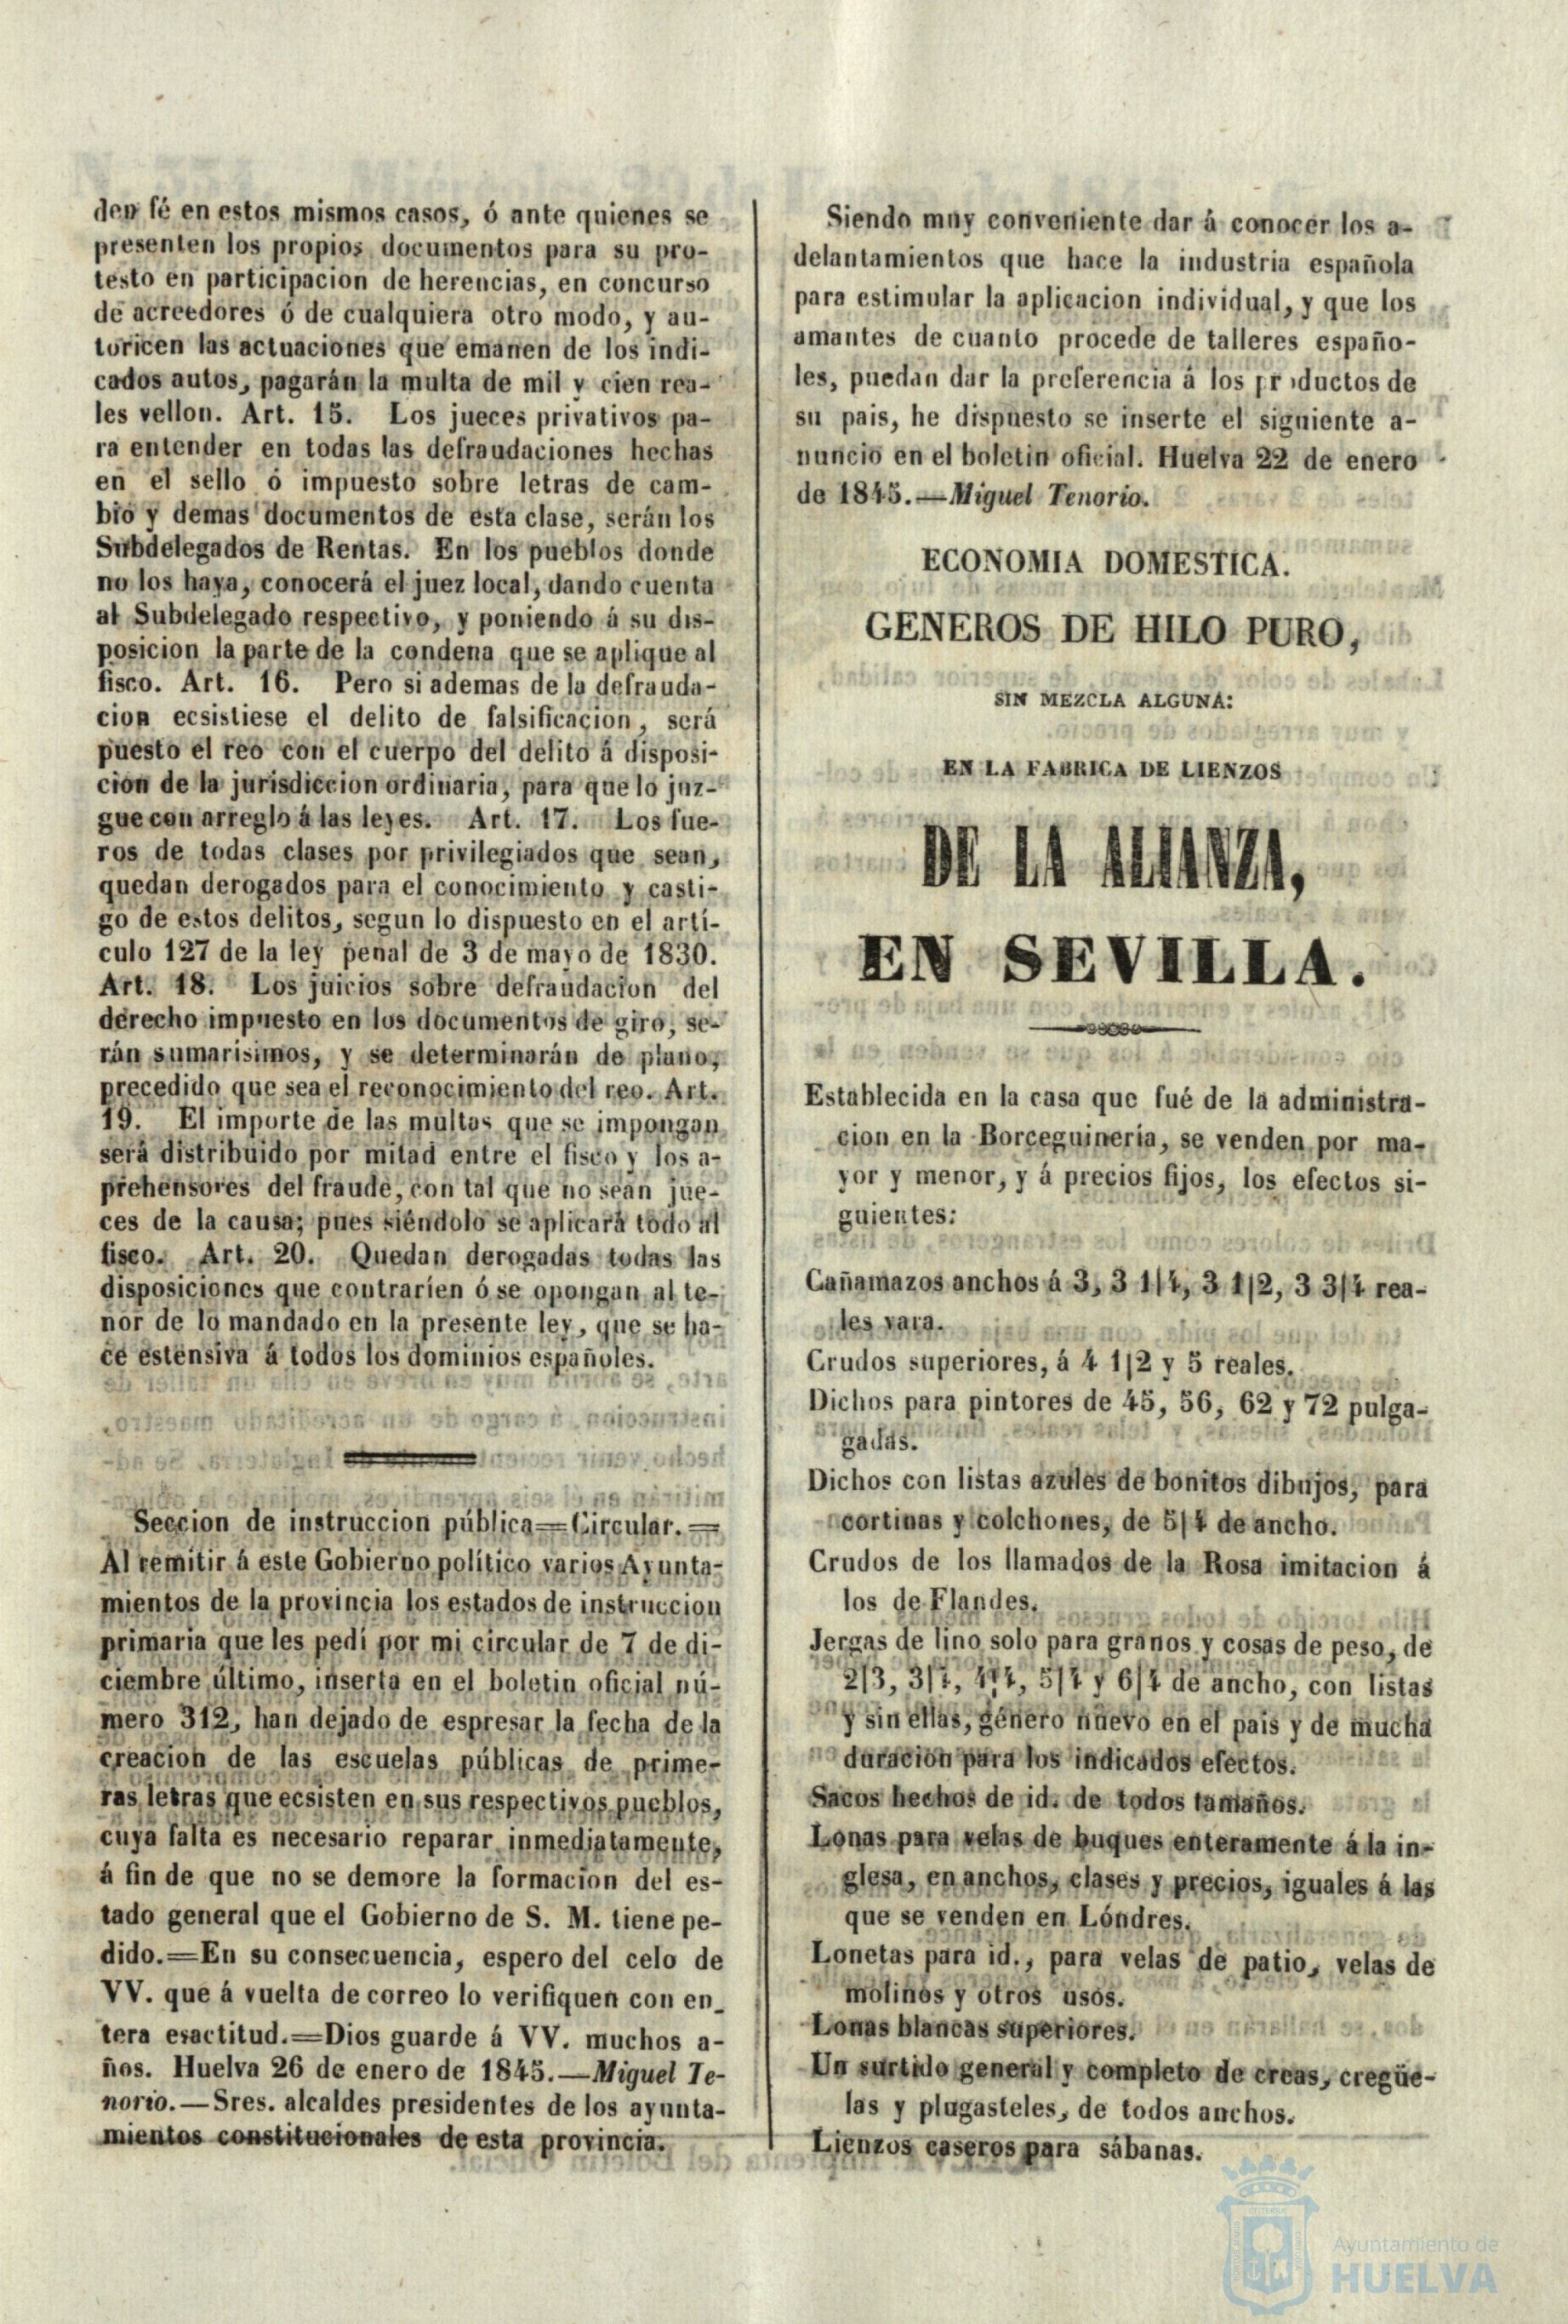 den fé en estos mismos casos, ó ante quienes se
presenten los propios documentos para su pro-
testo en participacion de herencias, en concurso
de acreedores ó de cualquiera otro modo, y au-
toricen las actuaciones que emanen de los indi-
cados autos, pagarán la multa de mil y cien rea-
les vellon. Art. 15. Los jueces privativos pa-
ra entender en todas las defraudaciones hechas
en el sello ó impuesto sobre letras de cam-
bio y demas documentos de esta clase, serán los
Subdelegados de Rentas. En los pueblos donde
no los haya, conocerá el juez local, dando cuenta
al Subdelegado respectivo, y poniendo á su dis-
posicion la parte de la condena que se aplique al
fisco. Art. 16. Pero si ademas de la defrauda-
cion ecsistiese el delito de falsificacion, será
puesto el reo con el cuerpo del delito á disposi-
cion de la jurisdiccion ordinaria, para que lo juz-
gue con arreglo á las leyes. Art. 17. Los fue-
ros de todas clases por privilegiados que sean,
quedan derogados para el conocimiento y casti-
go de estos delitos, segun lo dispuesto en el artí-
culo 127 de la ley penal de 3 de mayo de 1830.
Art. 18. Los juicios sobre defraudacion del
derecho impuesto en los documentos de giro, se-
rán sumarisimos, y se determinarán de plano,
precedido que sea el reconocimiento del reo. Art.
19. El importe de las multas que se impongan
será distribuido por mitad entre el fisco y los a-
prehensores del fraude, con tal que no sean jue-
ces de la causa; pues siéndolo se aplicará todo al
fisco. Art. 20. Quedan derogadas todas las
disposiciones que contraríen ó se opongan al te-
nor de lo mandado en la presente ley, que se ha-
ce estensiva á todos los dominios españoles.
Seccion de instruccion pública=Circular.=
Al remitir á este Gobierno político varios Ayunta-
mientos de la provincia los estados de instruccion
primaria que les pedí por mi circular de 7 de di-
ciembre último, inserta en el boletin oficial nú-
mero 312, han dejado de espresar la fecha de la
creacion de las escuelas públicas de prime-
ras letras que ecsisten en sus respectivos pueblos,
cuya falta es necesario reparar inmediatamente,
á fin de que no se demore la formacion del es-
tado general que el Gobierno de S. M. tiene pe-
dido.=En su consecuencia, espero del celo de
VV. que á vuelta de correo lo verifiquen con en_
tera esactitud.=Dios guarde á VV. muchos a-
ños. Huelva 26 de enero de 1845.—Miguel Te-
norio.—Sres. alcaldes presidentes de los ayunta-
mientos constitucionales de esta provincia.
Siendo muy conveniente dar á conocer los a-
delantamientos que hace la industria española
para estimular la aplicacion individual, y que los
amantes de cuanto procede de talleres españo-
les, puedan dar la preferencia á los productos de
su pais, he dispuesto se inserte el siguiente a-
nuncio en el boletin oficial. Huelva 22 de enero
de 1845.—Miguel Tenorio.
ECONOMIA DOMESTICA.
GENEROS DE HILO PURO,
SIN MEZCLA ALGUNA:
EN LA FABRICA DE LIENZOS
DE LA ALIANZA,
EN SEVILLA.
Establecida en la casa que fué de la administra-
cion en la Borceguinería, se venden por ma-
yor y menor, y á precios fijos, los efectos si-
guientes:
Cañamazos anchos á 3, 3 1|4, 3 1|2, 3 3|4 rea-
les vara.
Crudos superiores, á 4 1|2 y 5 reales.
Dichos para pintores de 45, 56, 62 y 72 pulga-
gadas.
Dichos con listas azules de bonitos dibujos, para
cortinas y colchones, de 5|4 de ancho.
Crudos de los llamados de la Rosa imitacion á
los de Flandes.
Jergas de lino solo para granos y cosas de peso, de
2|3, 3|4, 4|4, 5|4 y 6|4 de ancho, con listas
y sin ellas, género nuevo en el pais y de mucha
duracion para los indicados efectos.
Sacos hechos de id. de todos tamaños.
Lonas para velas de buques enteramente á la in-
glesa, en anchos, clases y precios, iguales á las
que se venden en Lóndres.
Lonetas para id., para velas de patio, velas de
molinos y otros usos.
Lonas blancas superiores.
Un surtido general y completo de creas, cregüe-
las y plugasteles, de todos anchos.
Lienzos caseros para sábanas.
Ayuntamiento de
HUELVA